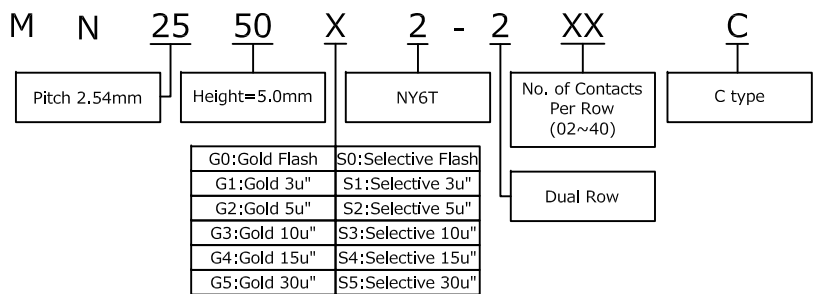 M N 25 50 X 2 - 2 XX C
Pitch 2.54mm
Height=5.0mm
NY6T
No. of Contacts
Per Row
(02~40)
C type
G0:Gold Flash S0:Selective Flash
G1:Gold 3u" S1:Selective 3u"
G2:Gold 5u" S2:Selective 5u"
G3:Gold 10u" S3:Selective 10u"
G4:Gold 15u" S4:Selective 15u"
G5:Gold 30u" S5:Selective 30u"
Dual Row